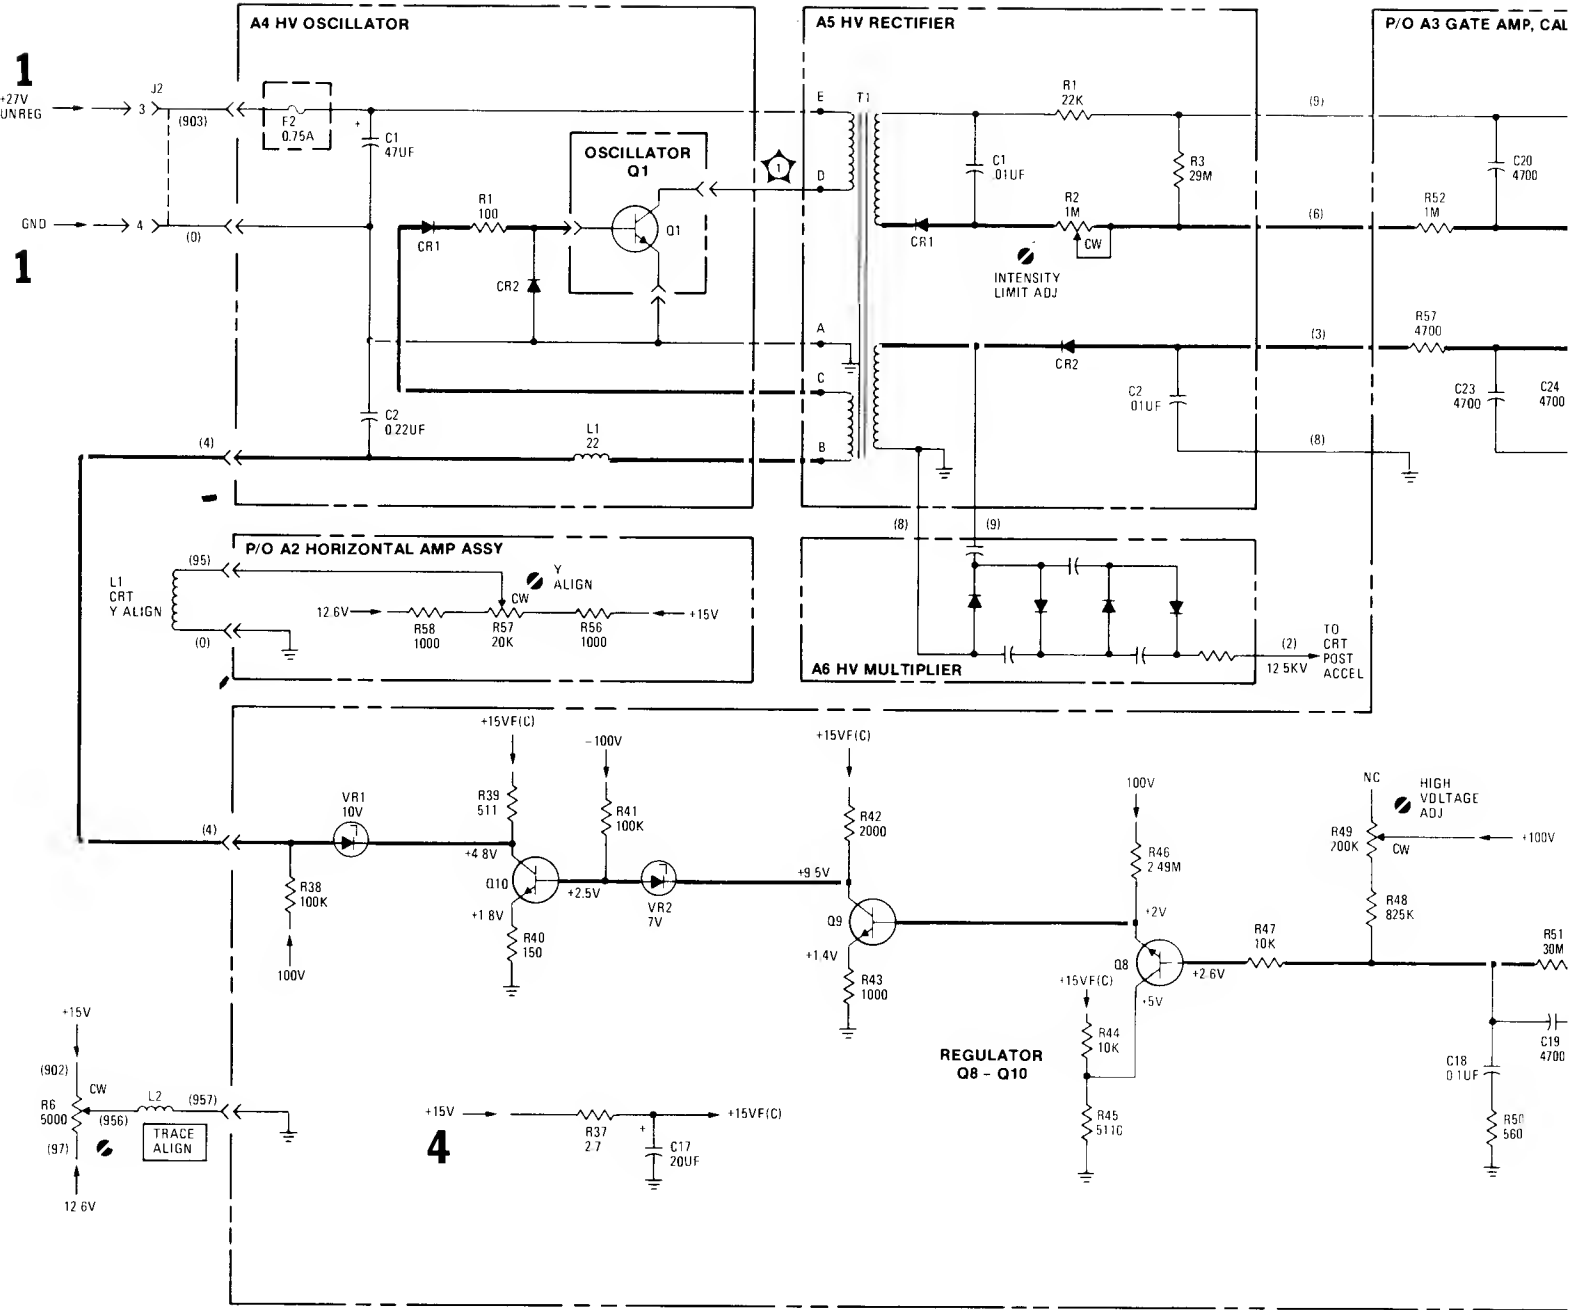 A4 HV OSCILLATOR
A5 HV RECTIFIER
P/O A3 GATE AMP, CAL
1
+27V
UNREG
3
J2
(903)
F2
0.75A
+
C1
47UF
OSCILLATOR
Q1
1
E
T1
D
R1
22K
(9)
C1
.01UF
R3
29M
C20
4700
GND
4
(0)
R1
100
CR1
Q1
CR2
CR1
R2
1M
CW
(6)
R52
1M
1
INTENSITY
LIMIT ADJ
A
C
B
CR2
(3)
R57
4700
C2
.01UF
C23
4700
C24
4700
(8)
C2
0.22UF
L1
22
(4)
(8)
(9)
P/O A2 HORIZONTAL AMP ASSY
(95)
L1
CRT
Y ALIGN
(0)
Y
ALIGN
12.6V
CW
+15V
R58
1000
R57
20K
R56
1000
A6 HV MULTIPLIER
(2)
12.5KV
TO
CRT
POST
ACCEL
+15VF(C)
-100V
+15VF(C)
100V
NC
HIGH
VOLTAGE
ADJ
VR1
10V
R39
511
R41
100K
R42
2000
R46
2.49M
R49
200K
CW
+100V
(4)
+4.8V
Q10
+2.5V
+9.5V
R38
100K
+1.8V
VR2
7V
R40
150
100V
Q9
+2V
R48
825K
R47
10K
R51
30M
+1.4V
Q8
+2.6V
R43
1000
+15VF(C)
+.5V
R44
10K
REGULATOR
Q8 – Q10
R45
5110
C19
4700
C18
0.1UF
R50
560
+15V
(902)
CW
R6
5000
(956)
L2
(957)
(97)
TRACE
ALIGN
12.6V
+15V
4
R37
2.7
+
C17
20UF
+15VF(C)